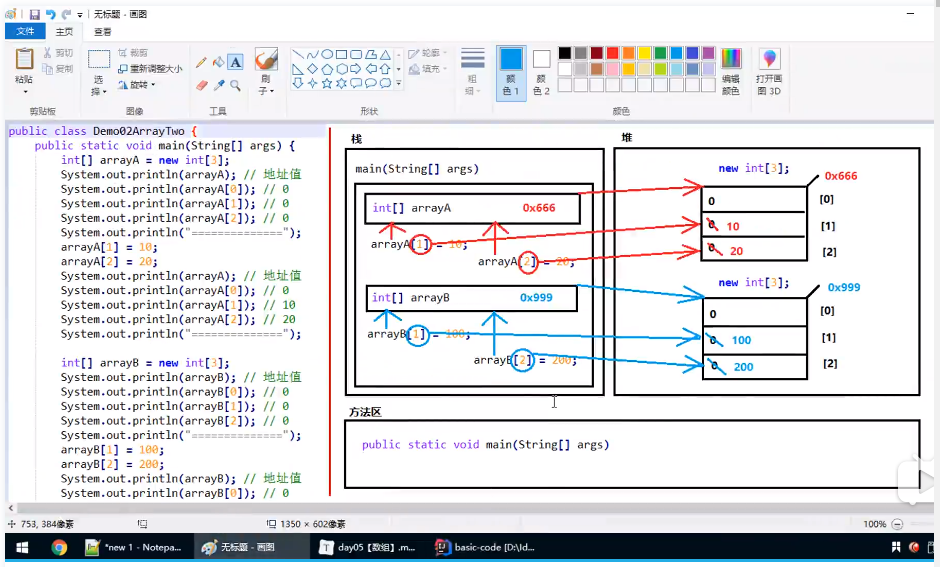 无标题 - 画图
文件
主页
查看
粘贴
剪切
复制
剪贴板
选择
裁剪
重新调整大小
旋转
图像
A
工具
刷子
轮廓
填充
形状
粗细
颜色 1
颜色 2
编辑颜色
颜色
打开画图 3D
public class Demo02ArrayTwo {
public static void main(String[] args) {
int[] arrayA = new int[3];
System.out.println(arrayA); // 地址值
System.out.println(arrayA[0]); // 0
System.out.println(arrayA[1]); // 0
System.out.println(arrayA[2]); // 0
System.out.println("==============");
arrayA[1] = 10;
arrayA[2] = 20;
System.out.println(arrayA); // 地址值
System.out.println(arrayA[0]); // 0
System.out.println(arrayA[1]); // 10
System.out.println(arrayA[2]); // 20
System.out.println("==============");
int[] arrayB = new int[3];
System.out.println(arrayB); // 地址值
System.out.println(arrayB[0]); // 0
System.out.println(arrayB[1]); // 0
System.out.println(arrayB[2]); // 0
System.out.println("==============");
arrayB[1] = 100;
arrayB[2] = 200;
System.out.println(arrayB); // 地址值
System.out.println(arrayB[0]); // 0
栈
main(String[] args)
int[] arrayA 0x666
arrayA[1] = 10;
arrayA[2] = 20;
int[] arrayB 0x999
arrayB[1] = 100;
arrayB[2] = 200;
堆
new int[3];
0x666
0 [0]
0 10 [1]
0 20 [2]
new int[3];
0x999
0 [0]
0 100 [1]
0 200 [2]
方法区
public static void main(String[] args)
753, 384像素
1350 × 602像素
100%
*new 1 - Notepa...
无标题 - 画图
day05【数组】.m...
basic-code [D:\Id...